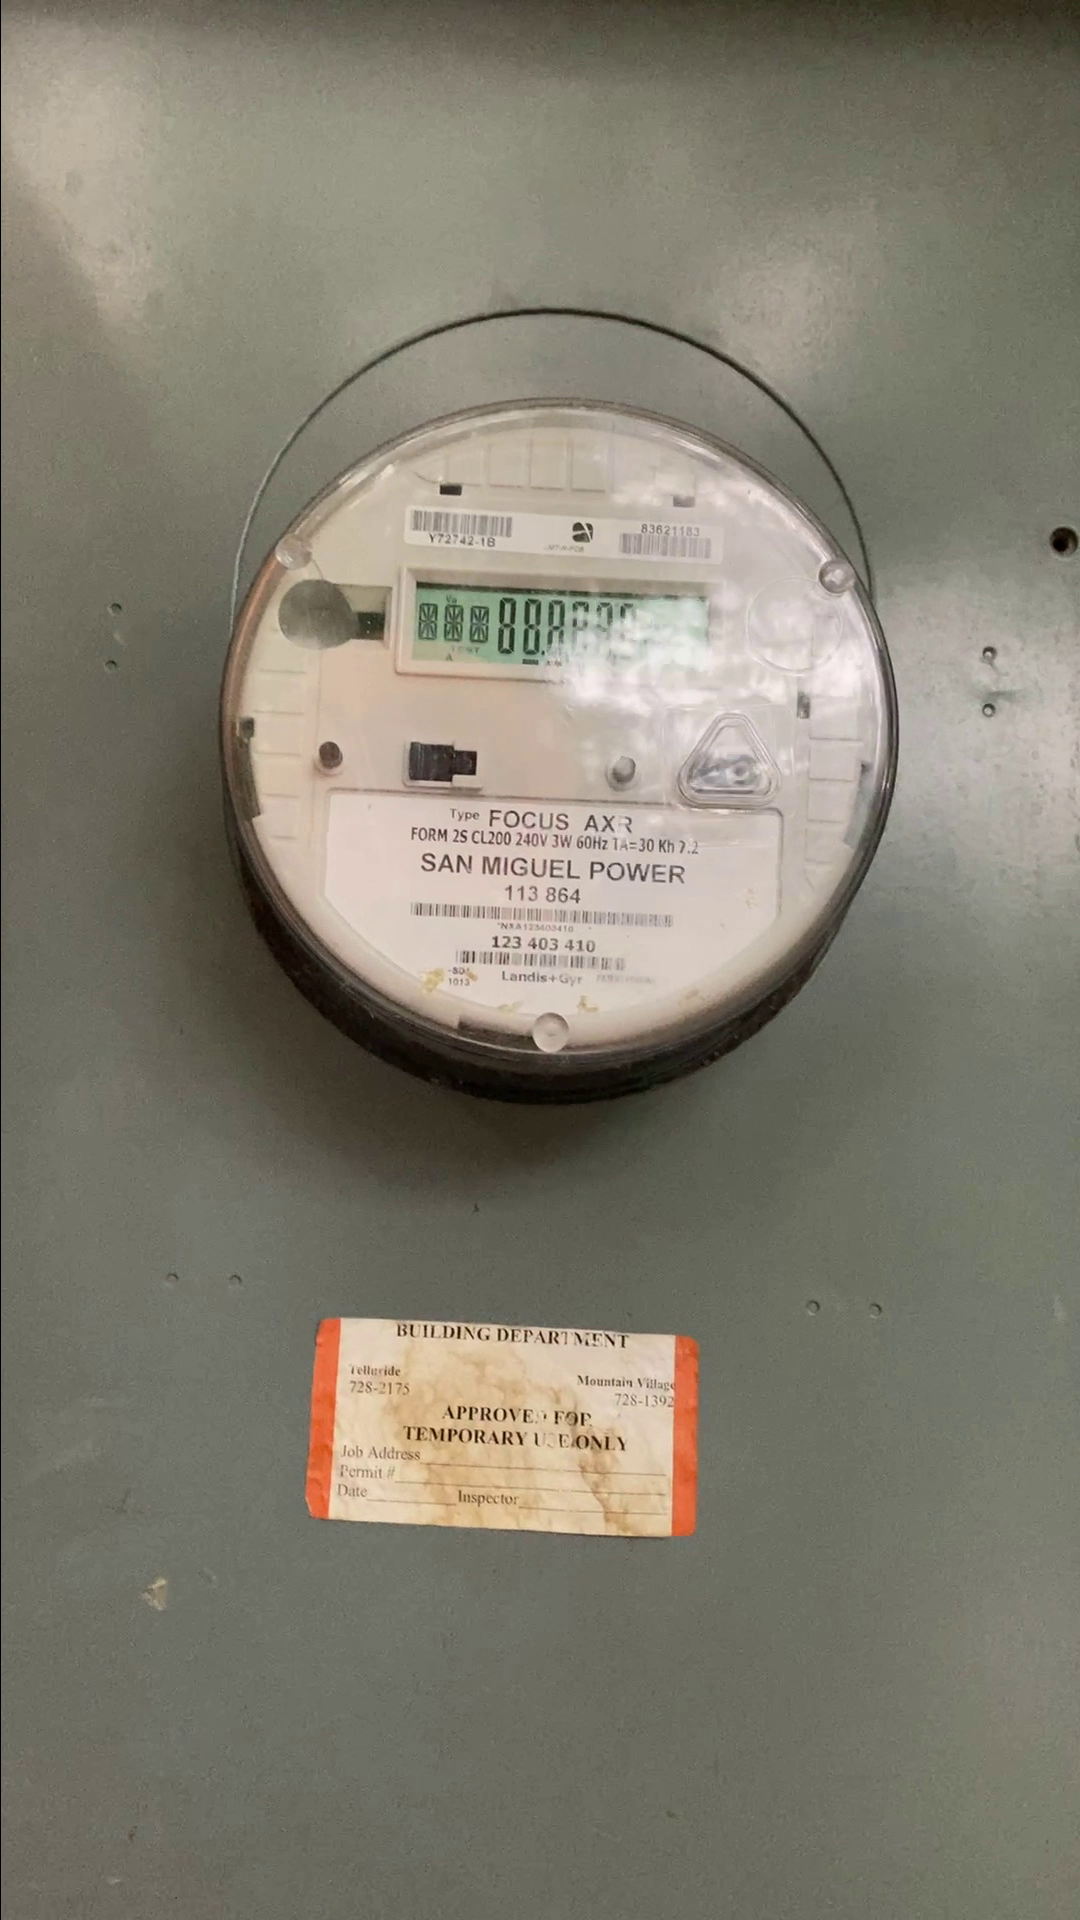 Y72742-1B
83621183
Type FOCUS AXR
FORM 2S CL200 240V 3W 60Hz TA=30 Kh 7.2
SAN MIGUEL POWER
113 864
*NXA123403410
123 403 410
1013
Landis+Gyr
BUILDING DEPARTMENT
Telluride
Mountain Village
728-2175
728-1392
APPROVED FOR
TEMPORARY USE ONLY
Job Address
Permit #
Date Inspector